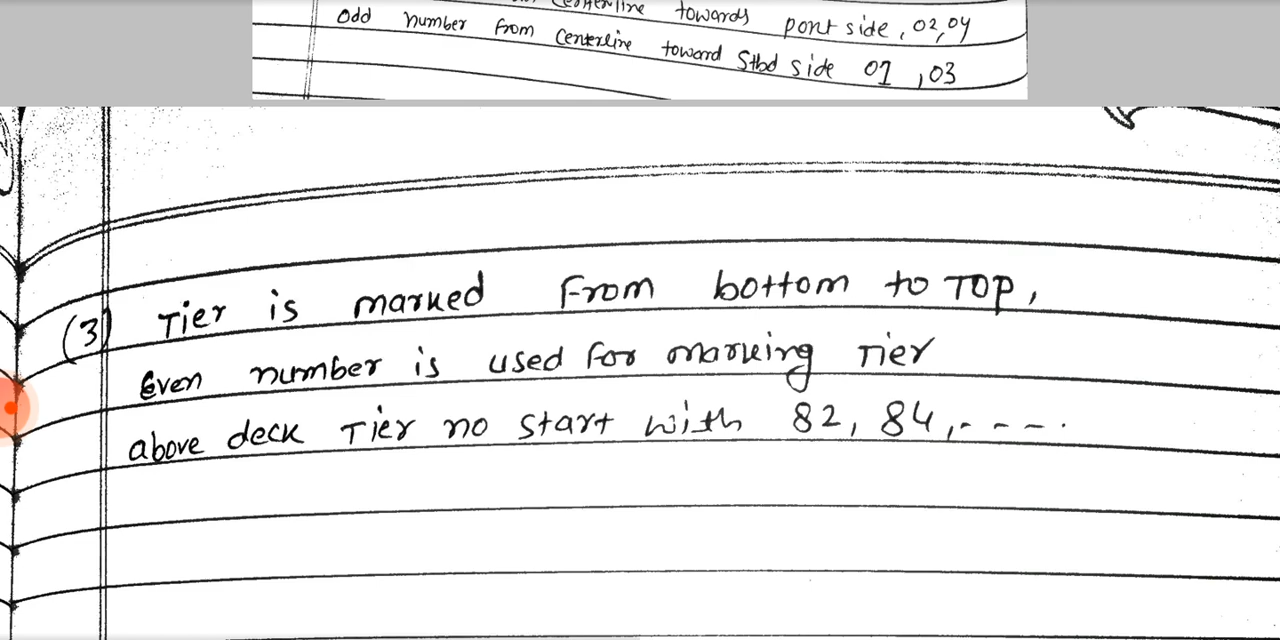 centerline towards port side, 02,04
Odd number from centerline toward Stbd side 01 ,03
(3) Tier is marked From bottom to TOP,
Even number is used for marking Tier
above deck Tier no start with 82, 84,----.